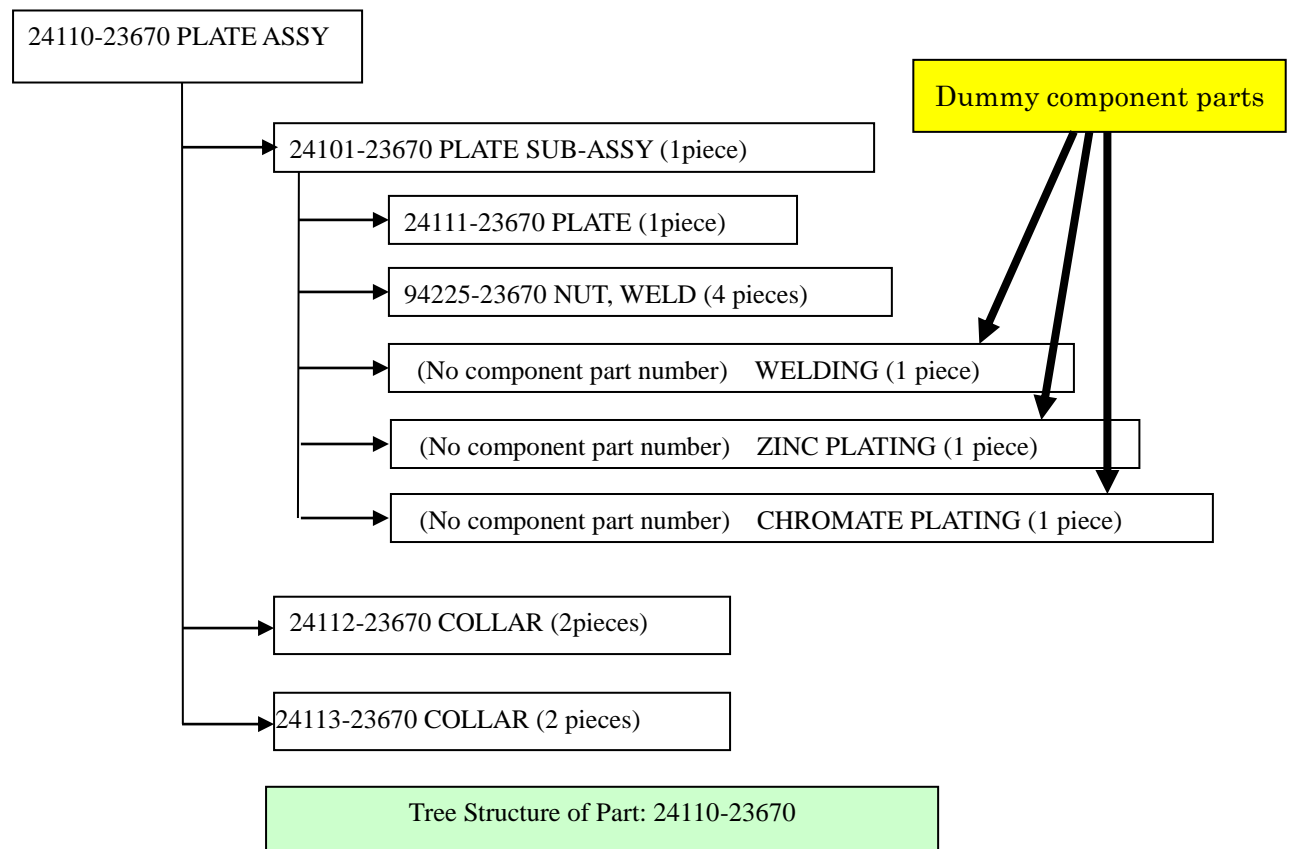 24110-23670 PLATE ASSY
Dummy component parts
24101-23670 PLATE SUB-ASSY (1piece)
24111-23670 PLATE (1piece)
94225-23670 NUT, WELD (4 pieces)
(No component part number) WELDING (1 piece)
(No component part number) ZINC PLATING (1 piece)
(No component part number) CHROMATE PLATING (1 piece)
24112-23670 COLLAR (2pieces)
24113-23670 COLLAR (2 pieces)
Tree Structure of Part: 24110-23670